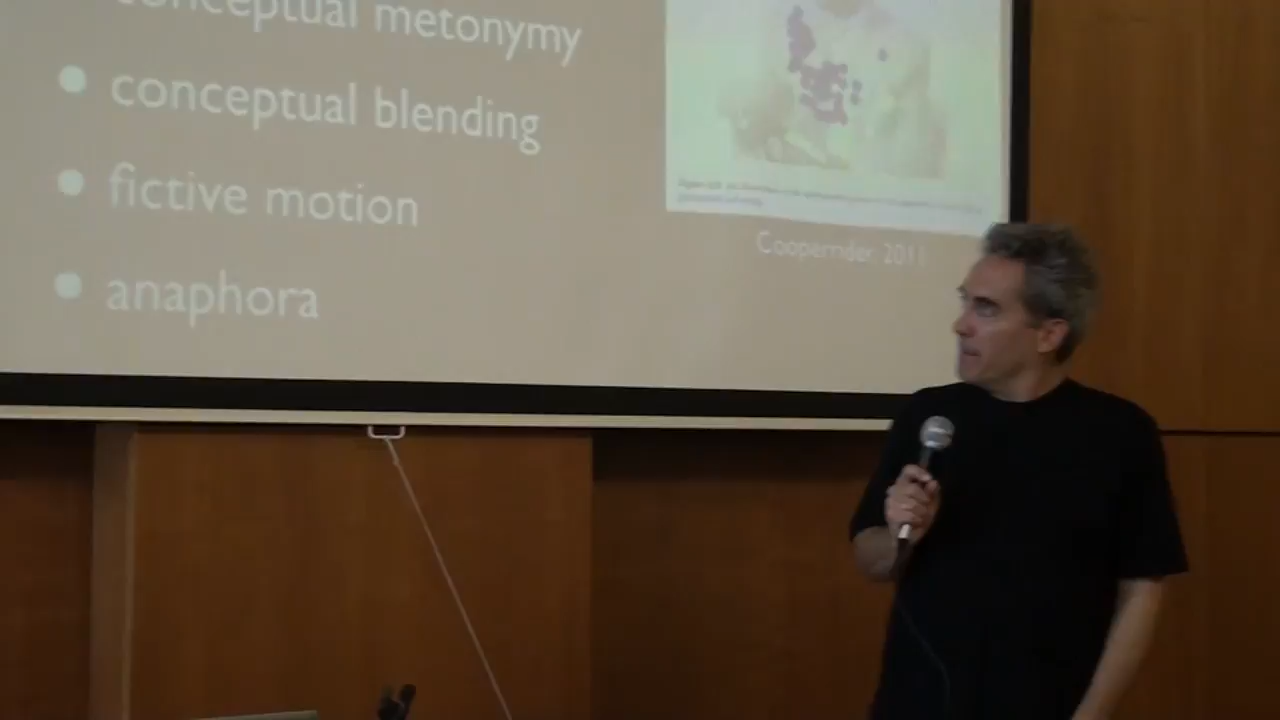 conceptual metonymy
conceptual blending
fictive motion
anaphora
Coopernder 2011